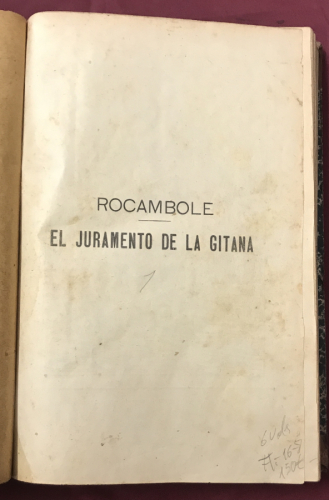 ROCAMBOLE
EL JURAMENTO DE LA GITANA
1